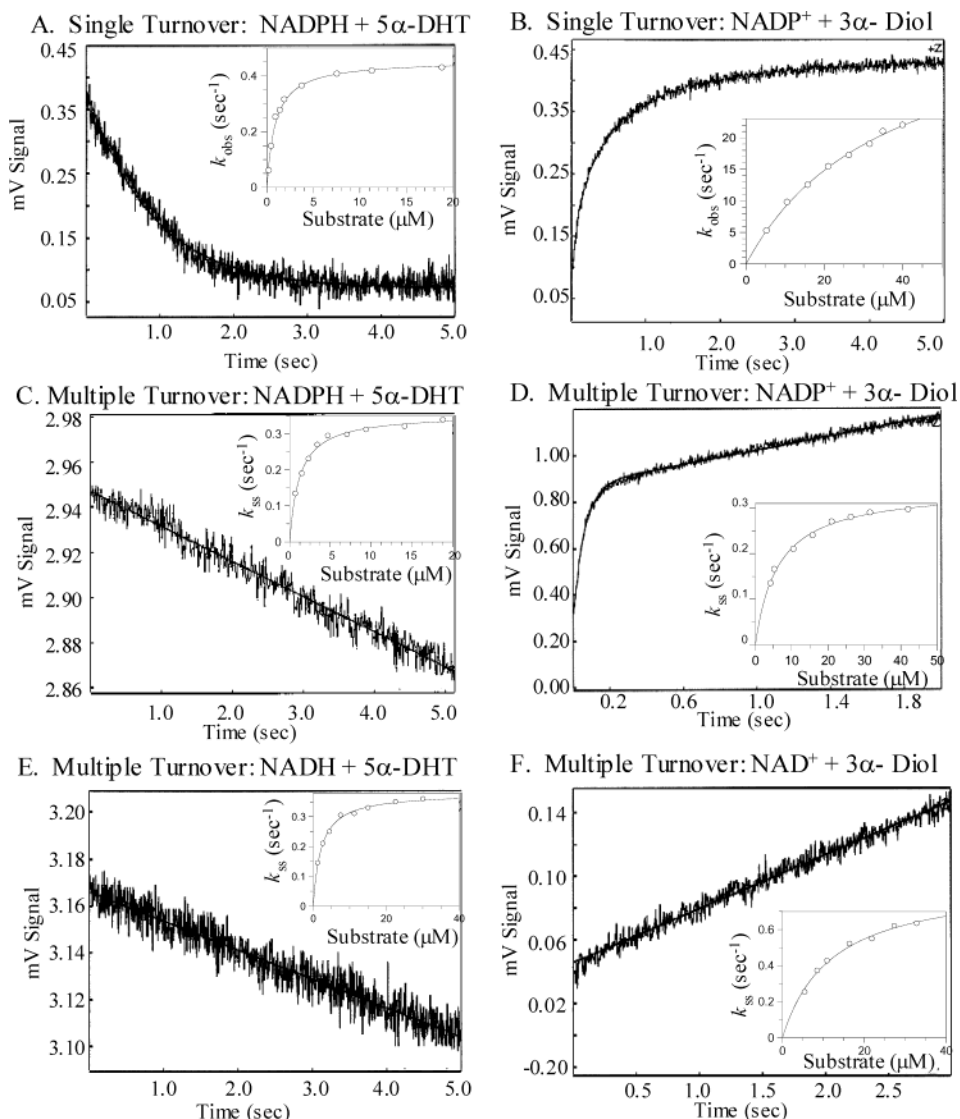 A. Single Turnover: NADPH + 5α-DHT
0.45
0.35
0.25
0.15
0.05
mV Signal
1.0 2.0 3.0 4.0 5.0
Time (sec)
0.4
0.2
0
k obs (sec⁻¹)
0 5 10 15 20
Substrate (μM)
B. Single Turnover: NADP⁺ + 3α- Diol
0.45
0.35
0.25
0.15
0.05
mV Signal
1.0 2.0 3.0 4.0 5.0
Time (sec)
+Z
20
15
10
5
0
k obs (sec⁻¹)
0 20 40
Substrate (μM)
C. Multiple Turnover: NADPH + 5α-DHT
2.98
2.96
2.94
2.92
2.90
2.88
2.86
mV Signal
1.0 2.0 3.0 4.0 5.0
Time (sec)
0.3
0.2
0.1
0
k ss (sec⁻¹)
0 5 10 15 20
Substrate (μM)
D. Multiple Turnover: NADP⁺ + 3α- Diol
1.00
0.80
0.60
0.40
0.20
0.00
mV Signal
0.2 0.6 1.0 1.4 1.8
Time (sec)
0.3
0.2
0.1
0
k ss (sec⁻¹)
0 10 20 30 40 50
Substrate (μM)
E. Multiple Turnover: NADH + 5α-DHT
3.20
3.18
3.16
3.14
3.12
3.10
mV Signal
1.0 2.0 3.0 4.0 5.0
Time (sec)
0.3
0.2
0.1
0
k ss (sec⁻¹)
0 10 20 30 40
Substrate (μM)
F. Multiple Turnover: NAD⁺ + 3α- Diol
0.14
0.10
0.06
0.02
-0.20
mV Signal
0.5 1.0 1.5 2.0 2.5
Time (sec)
0.6
0.4
0.2
0
k ss (sec⁻¹)
0 20 40
Substrate (μM).